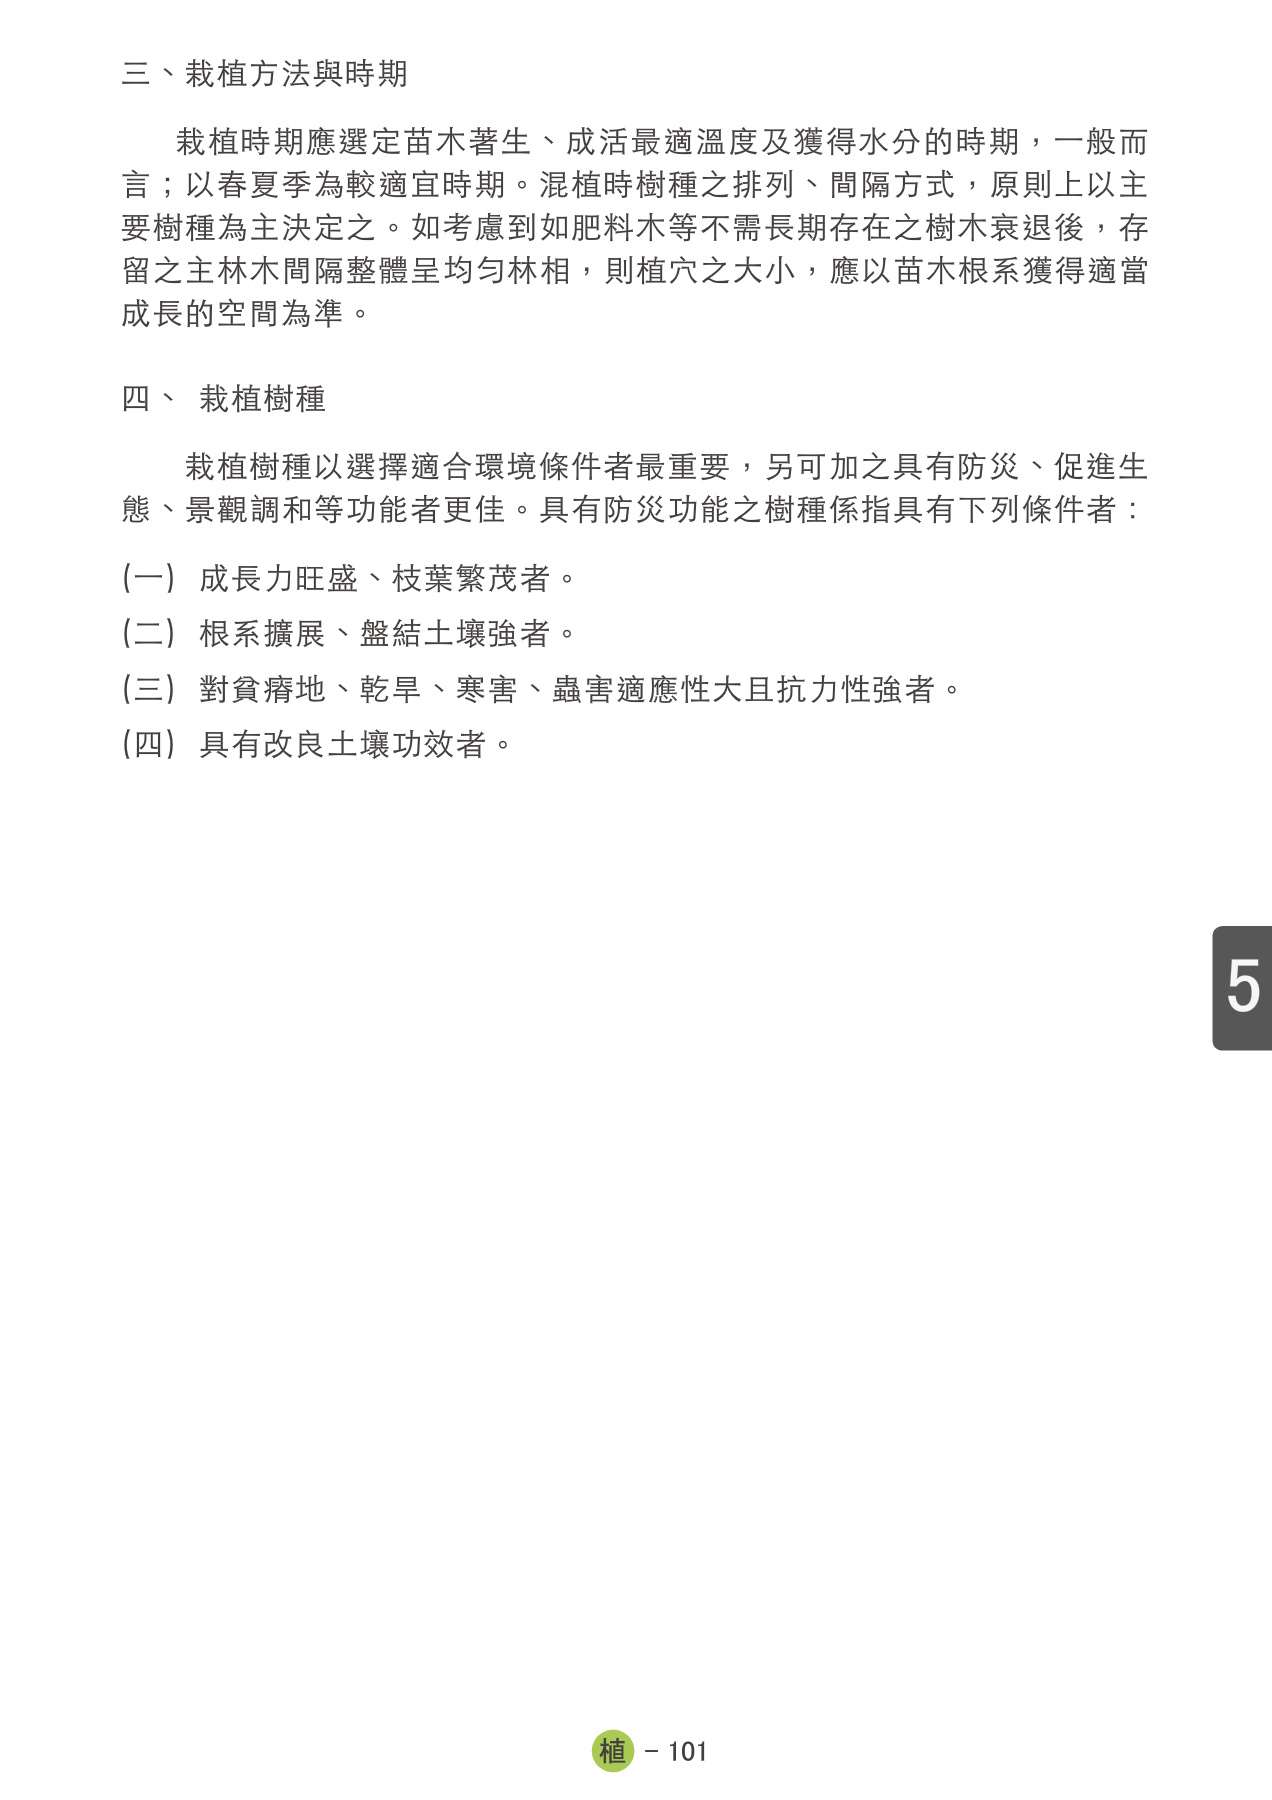 三、栽植方法與時期
栽植時期應選定苗木著生、成活最適溫度及獲得水分的時期，一般而
言；以春夏季為較適宜時期。混植時樹種之排列、間隔方式，原則上以主
要樹種為主決定之。如考慮到如肥料木等不需長期存在之樹木衰退後，存
留之主林木間隔整體呈均勻林相，則植穴之大小，應以苗木根系獲得適當
成長的空間為準。
四、 栽植樹種
栽植樹種以選擇適合環境條件者最重要，另可加之具有防災、促進生
態、景觀調和等功能者更佳。具有防災功能之樹種係指具有下列條件者：
(一) 成長力旺盛、枝葉繁茂者。
(二) 根系擴展、盤結土壤強者。
(三) 對貧瘠地、乾旱、寒害、蟲害適應性大且抗力性強者。
(四) 具有改良土壤功效者。
5
植 – 101